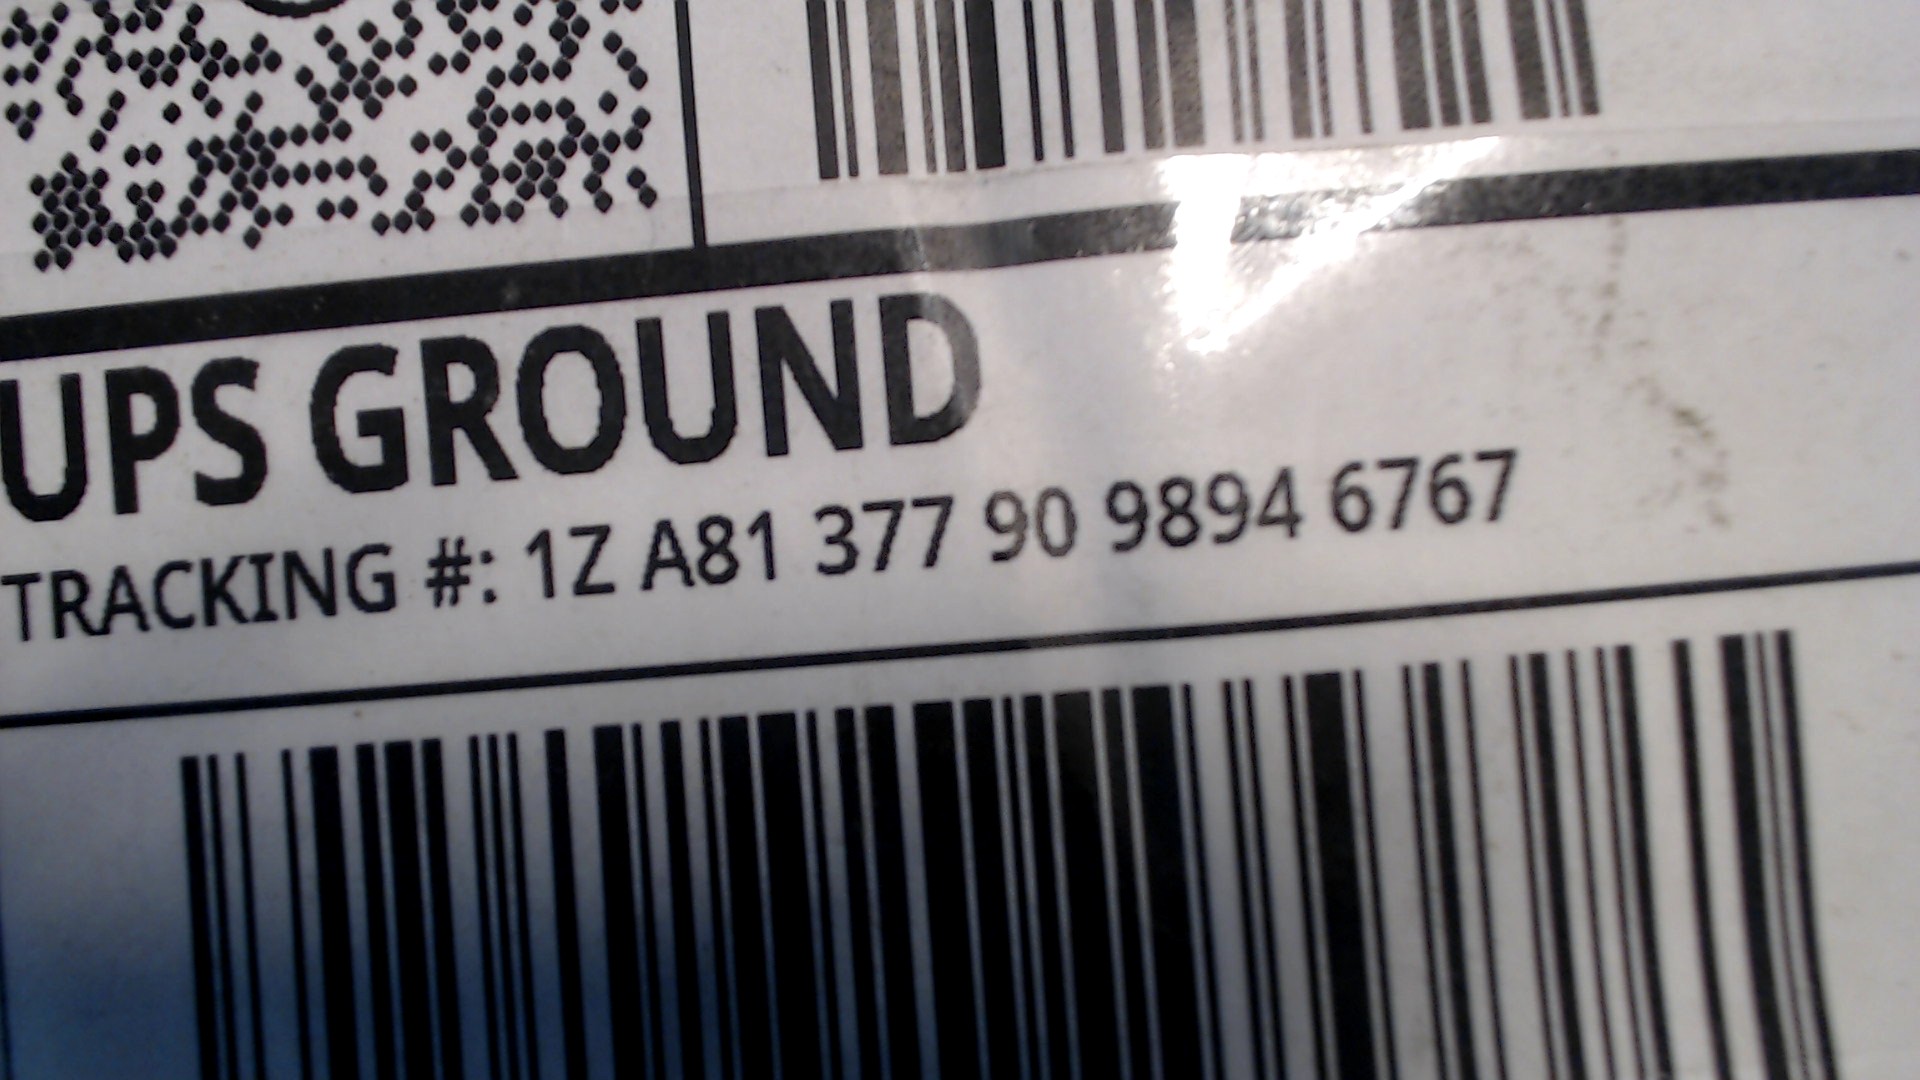 UPS GROUND
TRACKING #: 1Z A81 377 90 9894 6767